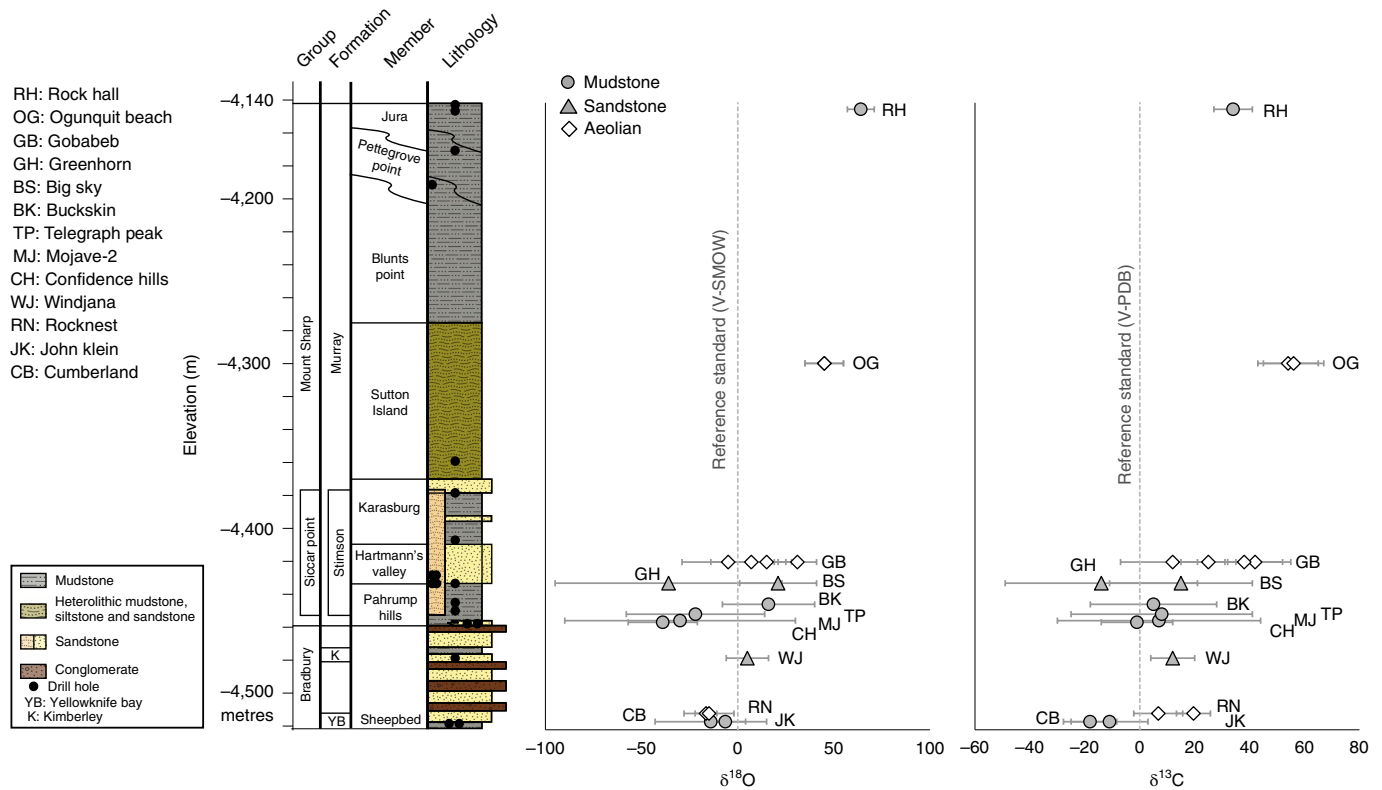 Group
Formation
Member
Lithology
RH: Rock hall
OG: Ogunquit beach
GB: Gobabeb
GH: Greenhorn
BS: Big sky
BK: Buckskin
TP: Telegraph peak
MJ: Mojave-2
CH: Confidence hills
WJ: Windjana
RN: Rocknest
JK: John klein
CB: Cumberland
Mudstone
Heterolithic mudstone,
siltstone and sandstone
Sandstone
Conglomerate
Drill hole
YB: Yellowknife bay
K: Kimberley
Elevation (m)
–4,140
–4,200
–4,300
–4,400
–4,500
metres
Mount Sharp
Siccar point
Bradbury
Murray
Stimson
K
YB
Jura
Pettegrove
point
Blunts
point
Sutton
Island
Karasburg
Hartmann's
valley
Pahrump
hills
Sheepbed
Mudstone
Sandstone
Aeolian
Reference standard (V-SMOW)
RH
OG
GB
GH
BS
BK
TP
MJ
CH
WJ
RN
CB
JK
–100
–50
0
50
100
δ18O
Reference standard (V-PDB)
RH
OG
GB
GH
BS
BK
TP
MJ
CH
WJ
RN
CB
JK
–60
–40
–20
0
20
40
60
80
δ13C